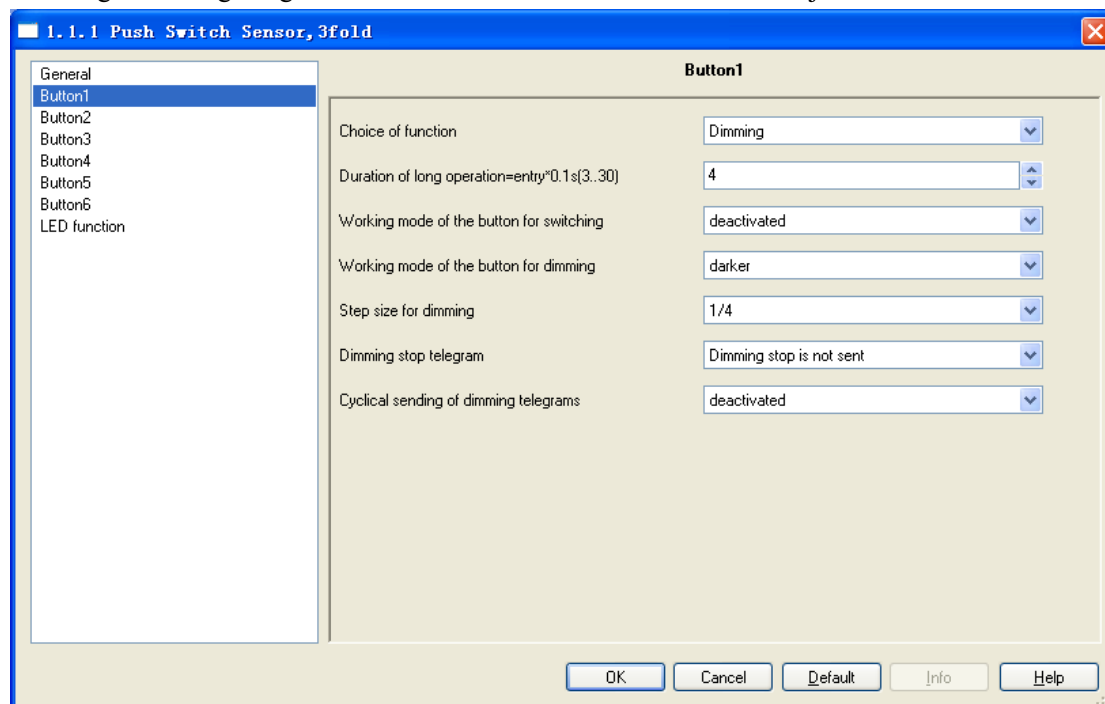 1.1.1 Push Switch Sensor,3fold
General
Button1
Button2
Button3
Button4
Button5
Button6
LED function
Button1
Choice of function Dimming
Duration of long operation=entry*0.1s(3..30) 4
Working mode of the button for switching deactivated
Working mode of the button for dimming darker
Step size for dimming 1/4
Dimming stop telegram Dimming stop is not sent
Cyclical sending of dimming telegrams deactivated
OK Cancel Default Info Help